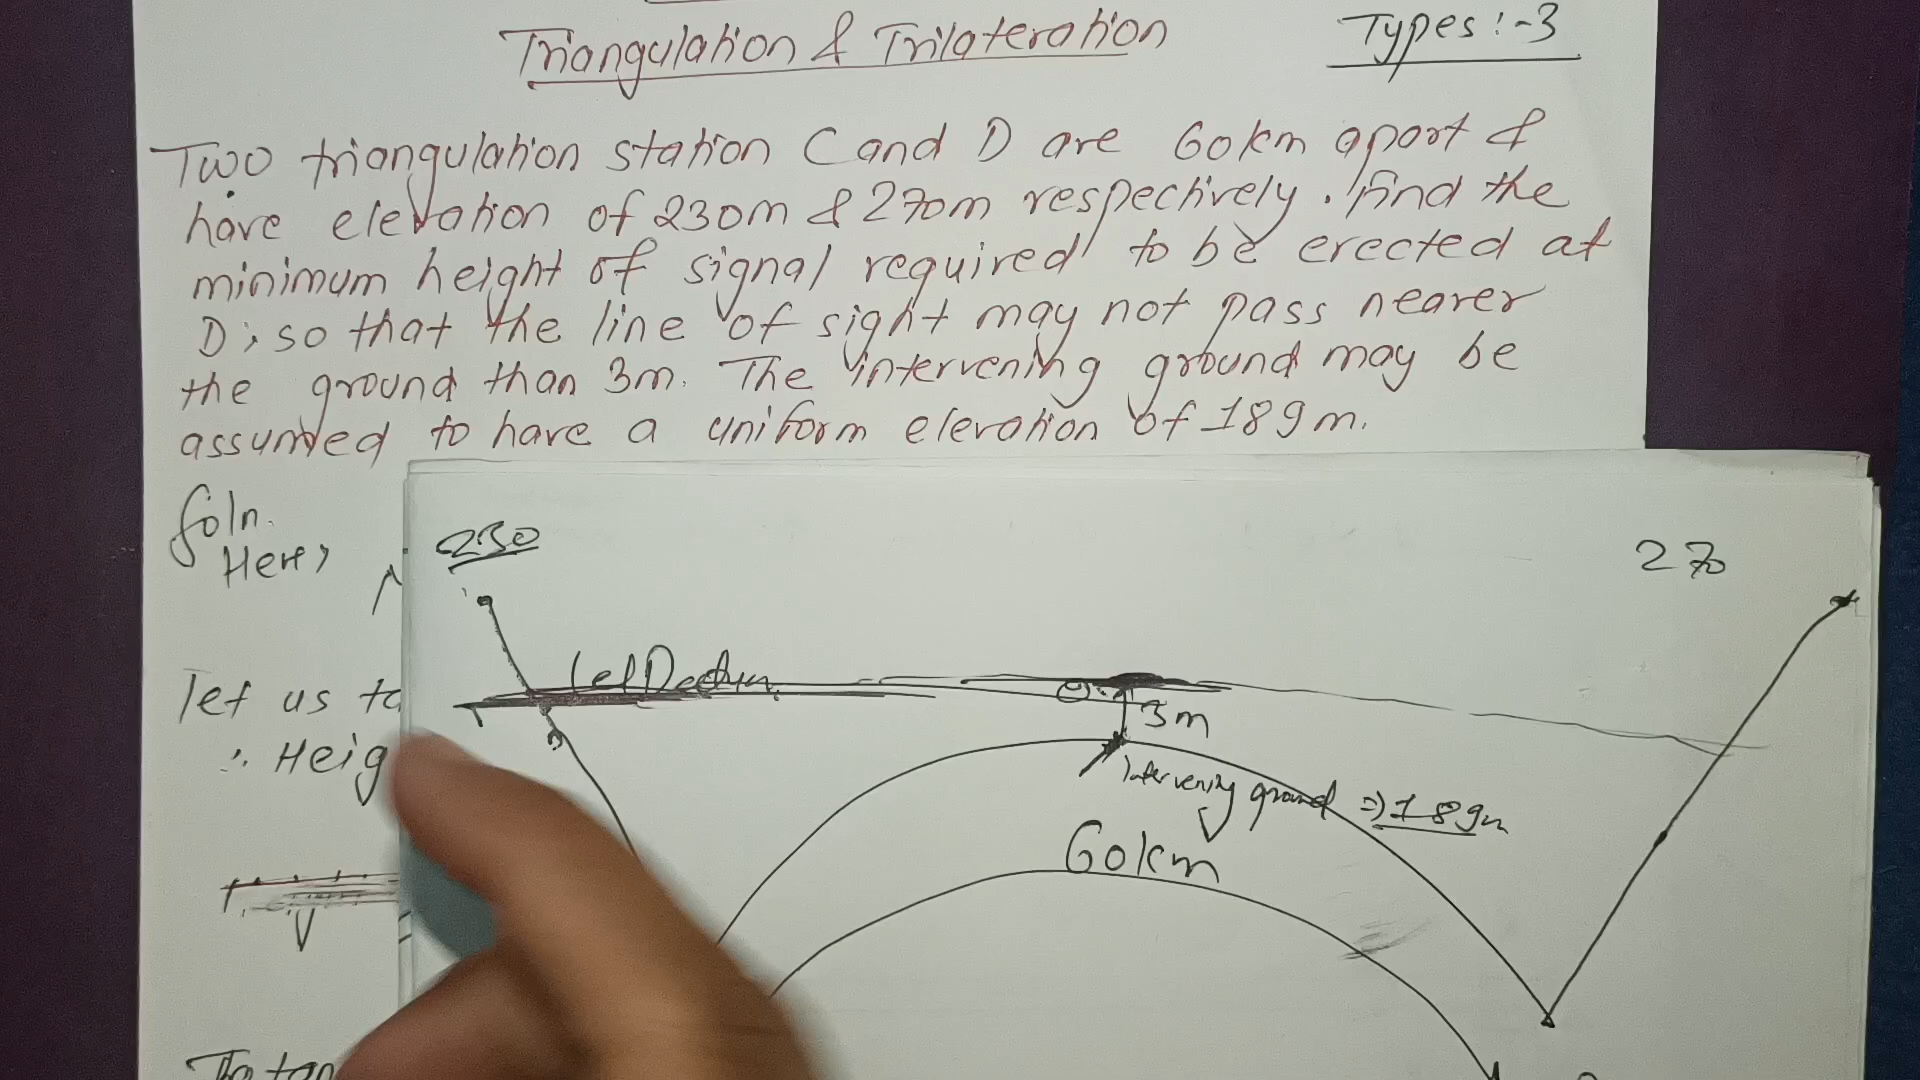 Triangulation & Trilateration
Types:-3
Two triangulation station C and D are 60km apart &
have elevation of 230m & 270m respectively. Find the
minimum height of signal required to be erected at
D, so that the line of sight may not pass nearer
the ground than 3m. The intervening ground may be
assumed to have a uniform elevation of 189m.
Soln.
Here,
230
270
let us ta
3m
∴ Heig
Intervening ground => 189m
60km